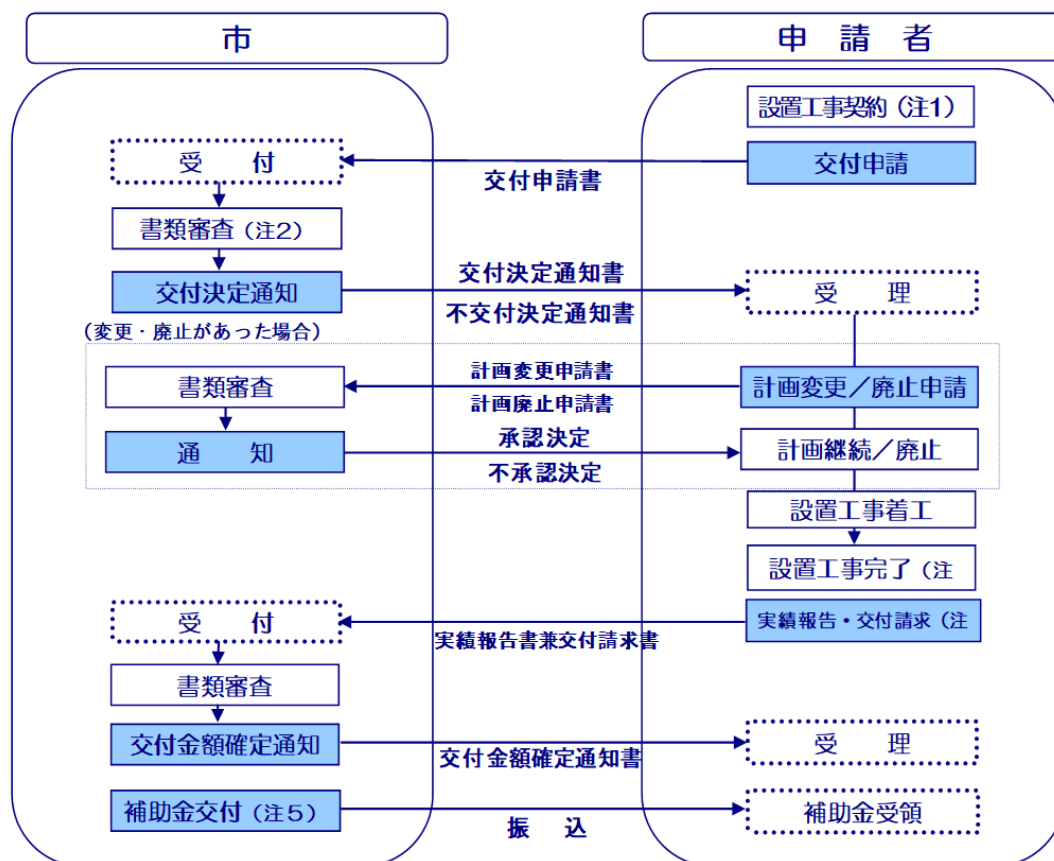 市
申 請 者
設置工事契約（注1）
受 付
交付申請
交付申請書
書類審査（注2）
交付決定通知
交付決定通知書
不交付決定通知書
受 理
（変更・廃止があった場合）
書類審査
計画変更申請書
計画廃止申請書
計画変更／廃止申請
通 知
承認決定
不承認決定
計画継続／廃止
設置工事着工
設置工事完了（注
受 付
実績報告・交付請求（注
実績報告書兼交付請求書
書類審査
交付金額確定通知
交付金額確定通知書
受 理
補助金交付（注５）
振 込
補助金受領